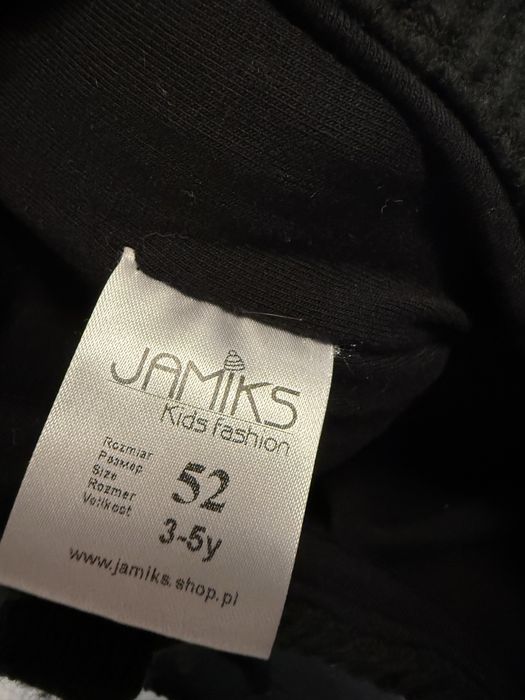 JAMIKS
Kids fashion
Rozmiar
Размер
Size
Rozmer
Velikost
52
3-5y
www.jamiks.shop.pl